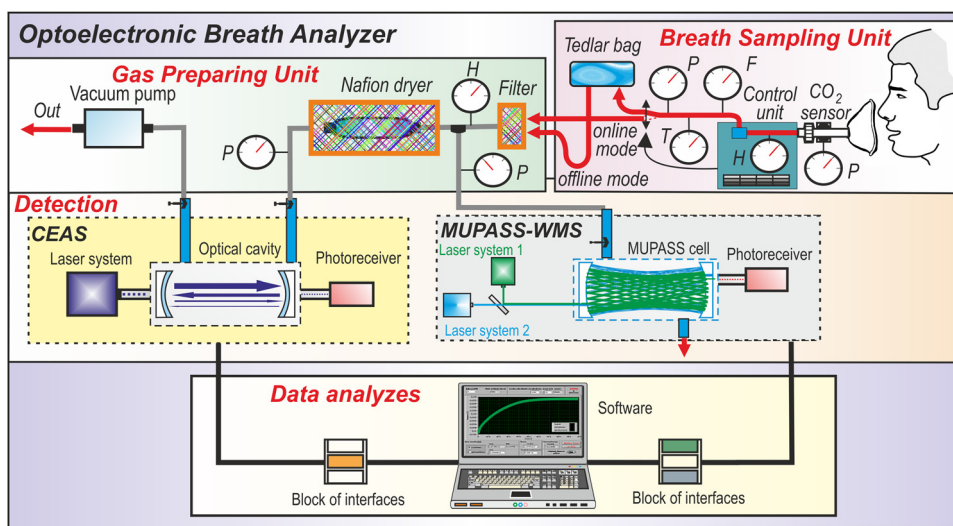 Optoelectronic Breath Analyzer
Breath Sampling Unit
Gas Preparing Unit
Tedlar bag
P
F
Control
unit
CO2
sensor
H
Nafion dryer
Filter
Out
Vacuum pump
online
mode
T
H
P
P
P
offline mode
Detection
CEAS
Laser system
Optical cavity
Photoreceiver
MUPASS-WMS
Laser system 1
MUPASS cell
Photoreceiver
Laser system 2
Data analyzes
Software
Block of interfaces
Block of interfaces